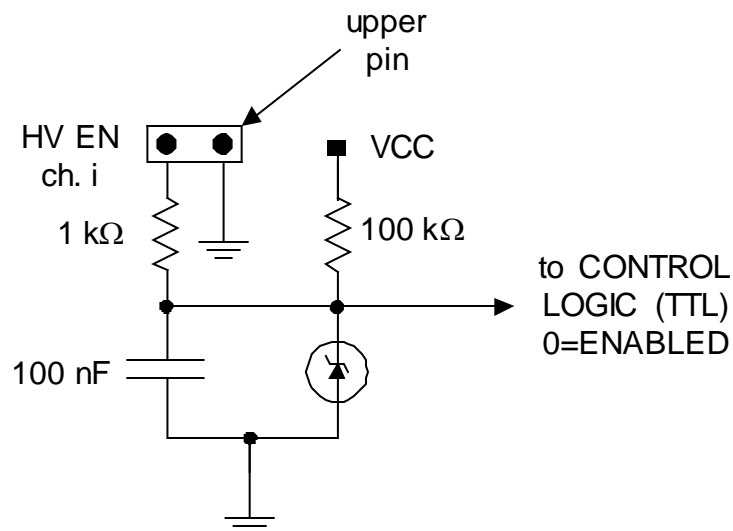 upper
pin
HV EN
ch. i
VCC
1 kΩ
100 kΩ
to CONTROL
LOGIC (TTL)
0=ENABLED
100 nF